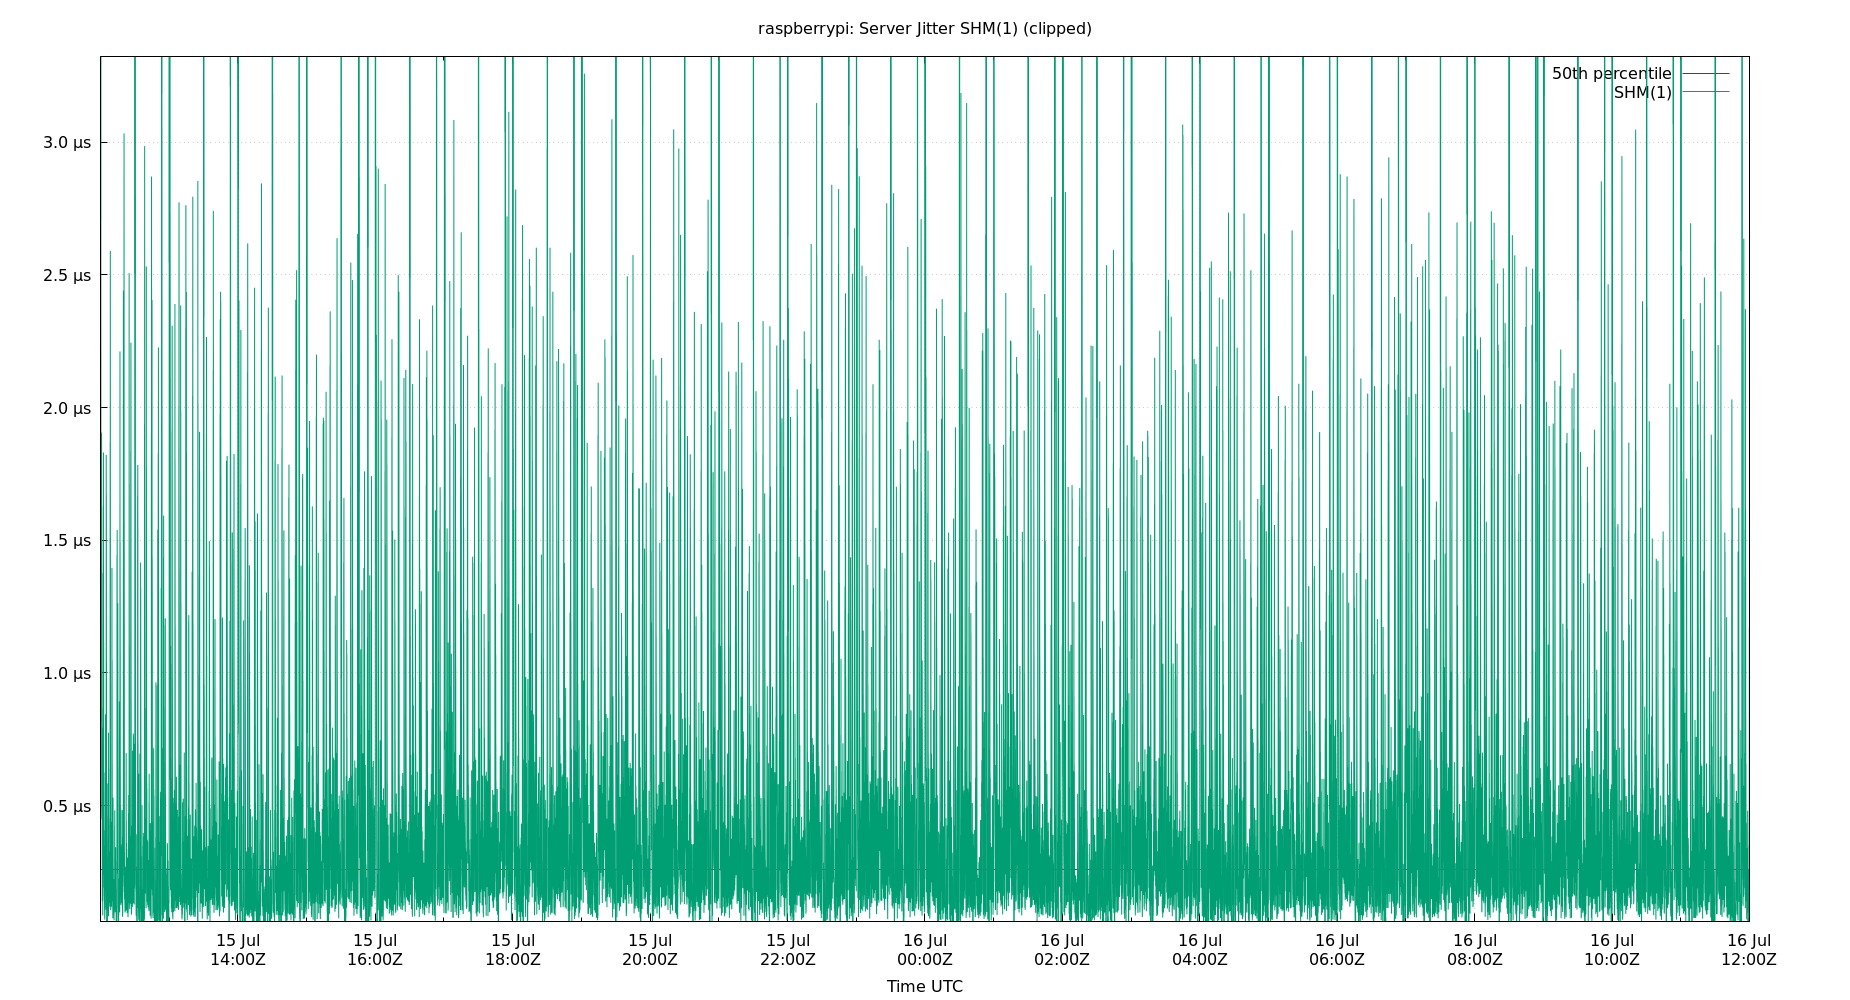 raspberrypi: Server Jitter SHM(1) (clipped)
50th percentile
SHM(1)
3.0 μs
2.5 μs
2.0 μs
1.5 μs
1.0 μs
0.5 μs
15 Jul 15 Jul 15 Jul 15 Jul 15 Jul 16 Jul 16 Jul 16 Jul 16 Jul 16 Jul 16 Jul 16 Jul
14:00Z 16:00Z 18:00Z 20:00Z 22:00Z 00:00Z 02:00Z 04:00Z 06:00Z 08:00Z 10:00Z 12:00Z
Time UTC